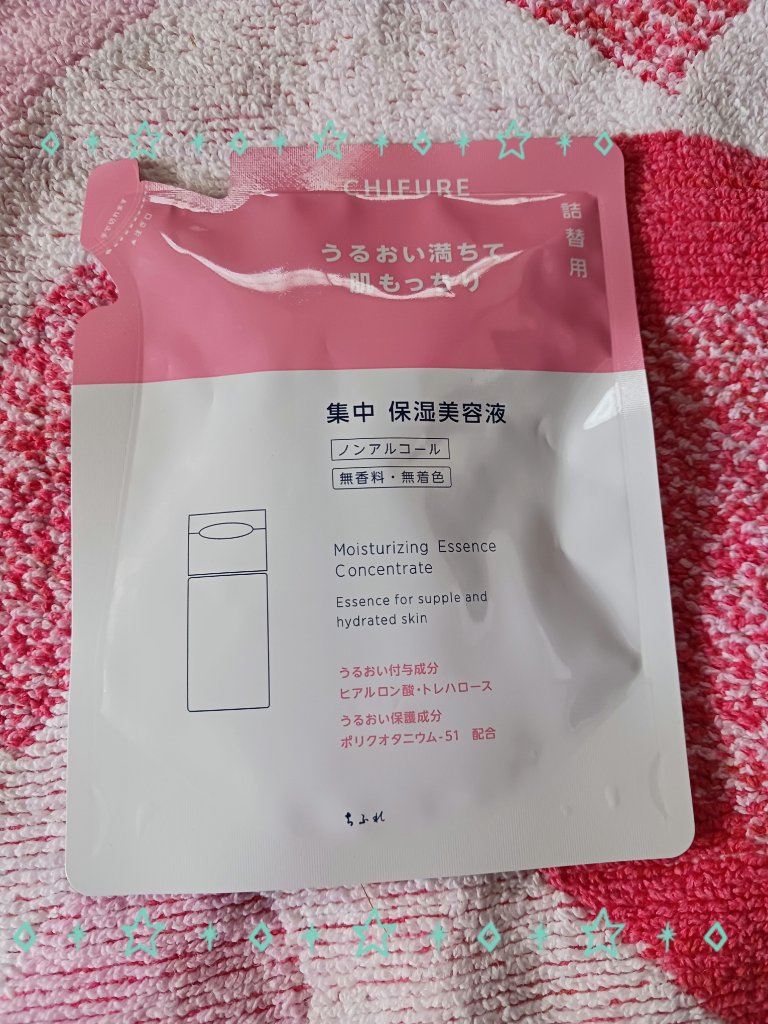 CHIFURE
詰替用
▲注ぎ口
うるおい満ちて
肌もっちり
集中 保湿美容液
ノンアルコール
無香料・無着色
Moisturizing Essence
Concentrate
Essence for supple and
hydrated skin
うるおい付与成分
ヒアルロン酸・トレハロース
うるおい保護成分
ポリクオタニウム-51 配合
ちふれ